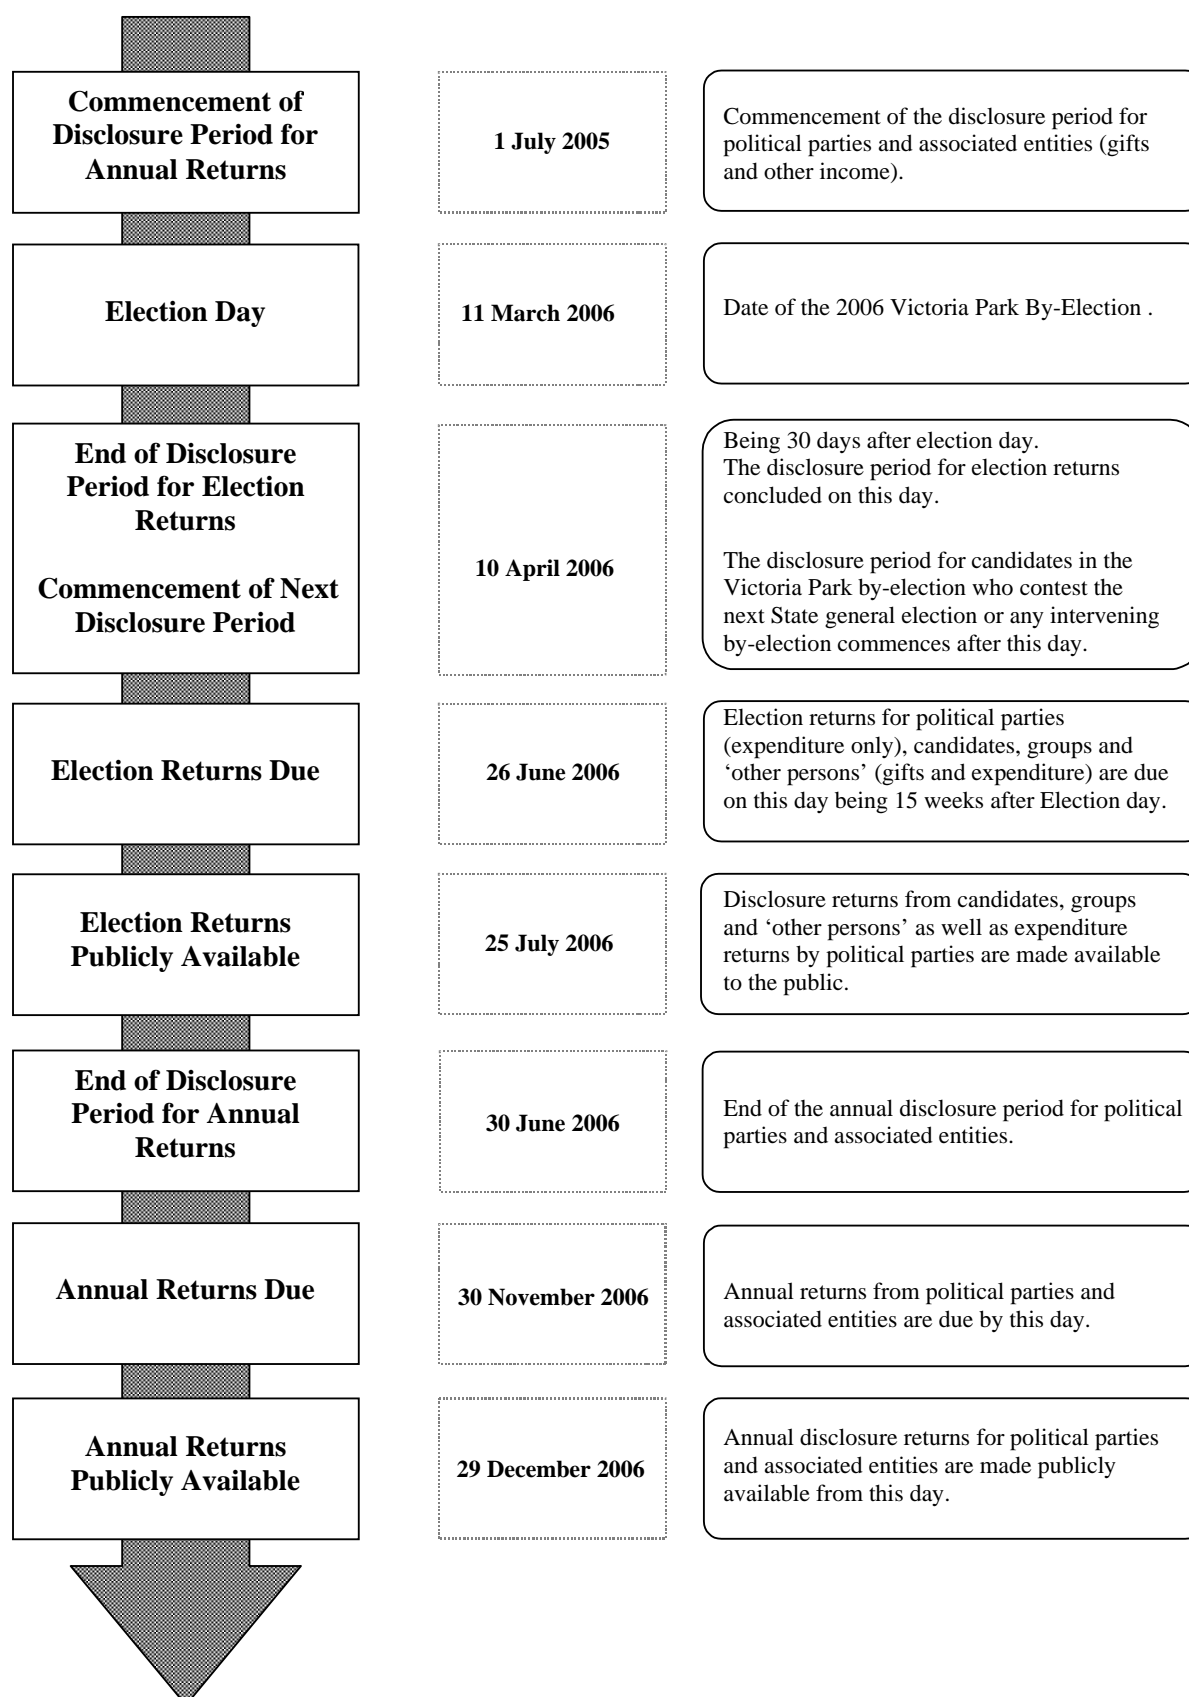 Commencement of
Disclosure Period for
Annual Returns
1 July 2005
Commencement of the disclosure period for
political parties and associated entities (gifts
and other income).
Election Day
11 March 2006
Date of the 2006 Victoria Park By-Election .
End of Disclosure
Period for Election
Returns
Commencement of Next
Disclosure Period
10 April 2006
Being 30 days after election day.
The disclosure period for election returns
concluded on this day.
The disclosure period for candidates in the
Victoria Park by-election who contest the
next State general election or any intervening
by-election commences after this day.
Election Returns Due
26 June 2006
Election returns for political parties
(expenditure only), candidates, groups and
‘other persons’ (gifts and expenditure) are due
on this day being 15 weeks after Election day.
Election Returns
Publicly Available
25 July 2006
Disclosure returns from candidates, groups
and ‘other persons’ as well as expenditure
returns by political parties are made available
to the public.
End of Disclosure
Period for Annual
Returns
30 June 2006
End of the annual disclosure period for political
parties and associated entities.
Annual Returns Due
30 November 2006
Annual returns from political parties and
associated entities are due by this day.
Annual Returns
Publicly Available
29 December 2006
Annual disclosure returns for political parties
and associated entities are made publicly
available from this day.